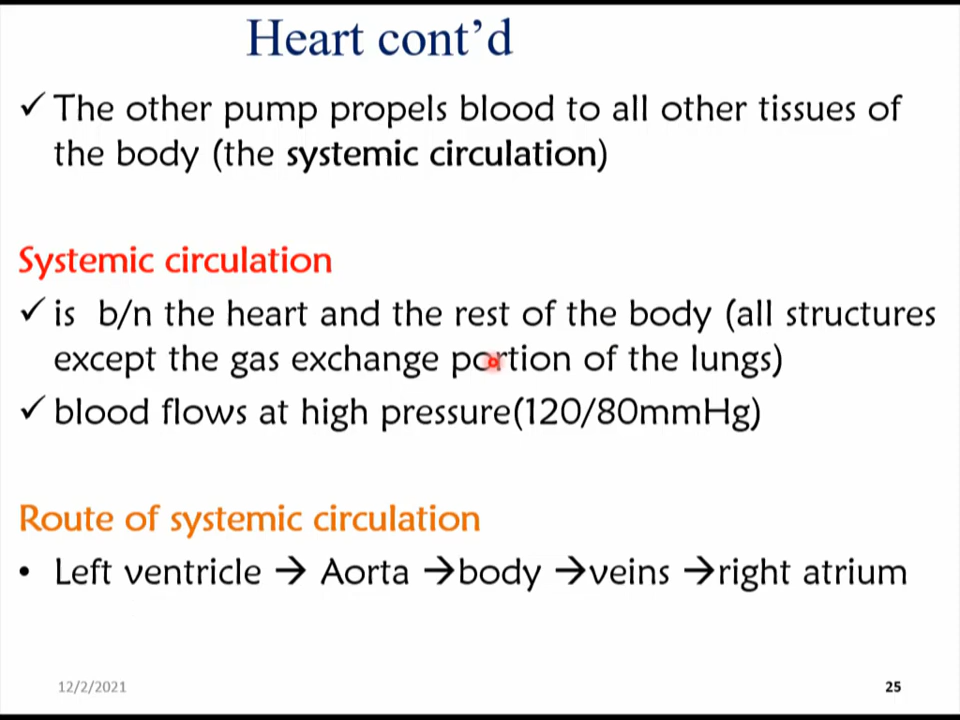 Heart cont’d
✓ The other pump propels blood to all other tissues of
the body (the systemic circulation)
Systemic circulation
✓ is b/n the heart and the rest of the body (all structures
except the gas exchange portion of the lungs)
✓ blood flows at high pressure(120/80mmHg)
Route of systemic circulation
• Left ventricle → Aorta →body →veins →right atrium
12/2/2021 25